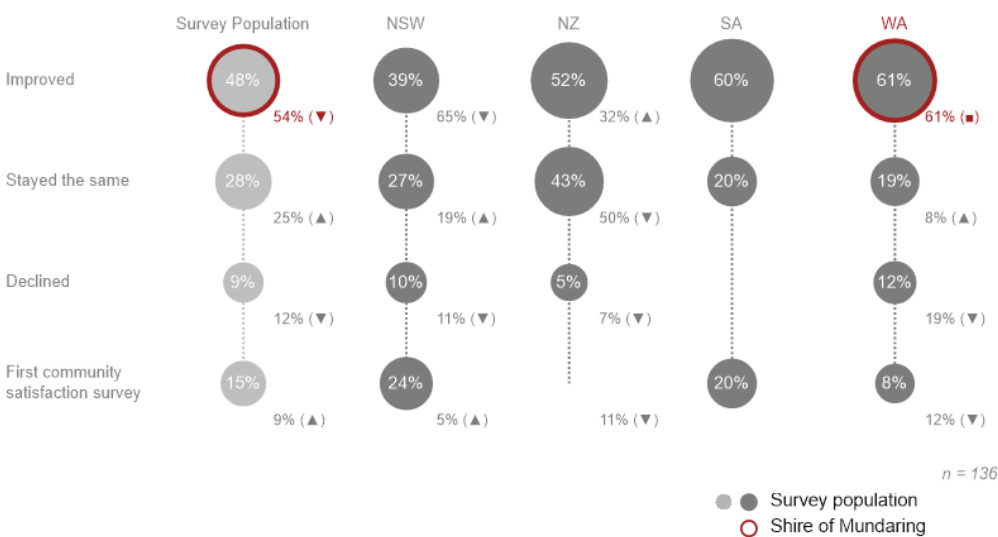 Survey Population NSW NZ SA WA
Improved 48% 39% 52% 60% 61%
54% (▼) 65% (▼) 32% (▲) 61% (■)
Stayed the same 28% 27% 43% 20% 19%
25% (▲) 19% (▲) 50% (▼) 8% (▲)
Declined 9% 10% 5% 12%
12% (▼) 11% (▼) 7% (▼) 19% (▼)
First community
satisfaction survey 15% 24% 20% 8%
9% (▲) 5% (▲) 11% (▼) 12% (▼)
n = 136
Survey population
Shire of Mundaring